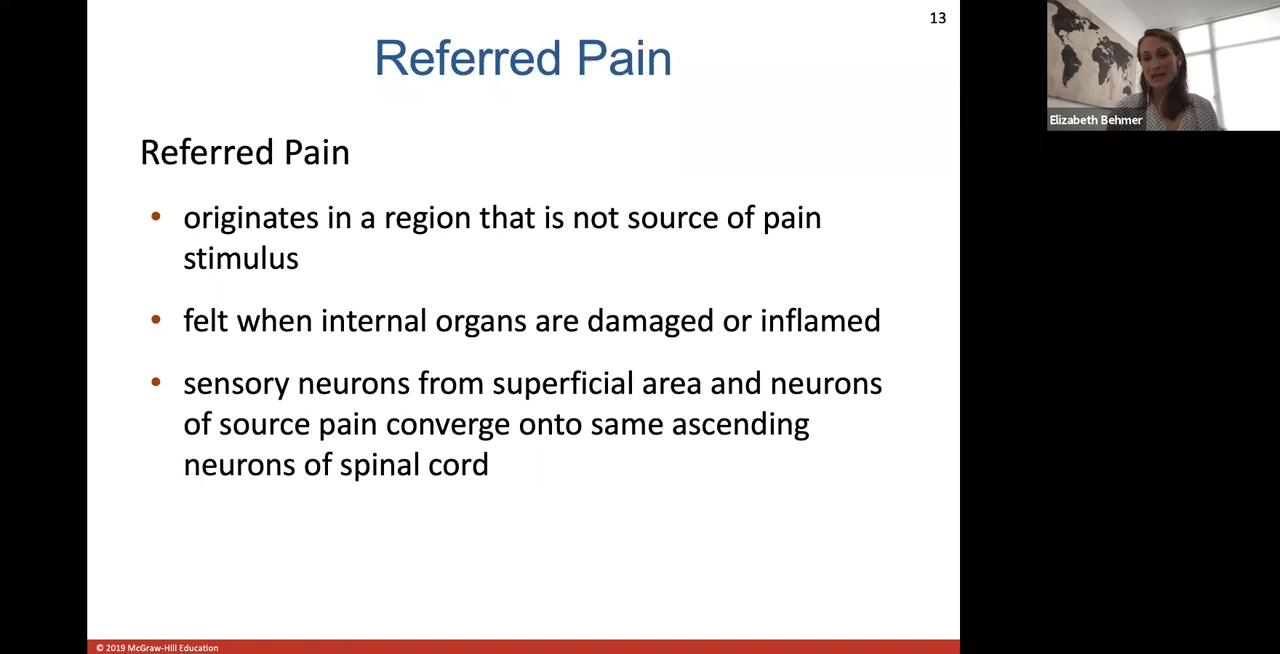 13
Referred Pain
Elizabeth Behmer
Referred Pain
• originates in a region that is not source of pain
stimulus
• felt when internal organs are damaged or inflamed
• sensory neurons from superficial area and neurons
of source pain converge onto same ascending
neurons of spinal cord
© 2019 McGraw-Hill Education